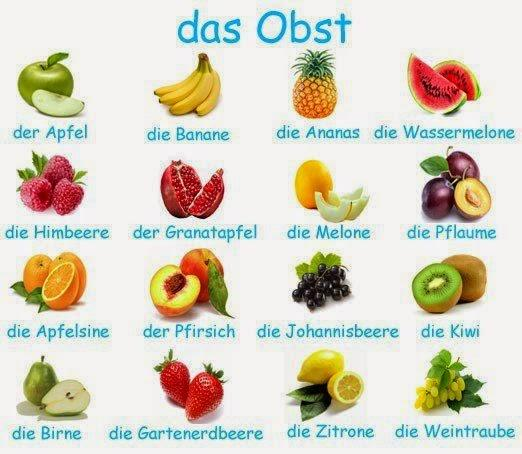 das Obst
der Apfel die Banane die Ananas die Wassermelone
die Himbeere der Granatapfel die Melone die Pflaume
die Apfelsine der Pfirsich die Johannisbeere die Kiwi
die Birne die Gartenerdbeere die Zitrone die Weintraube